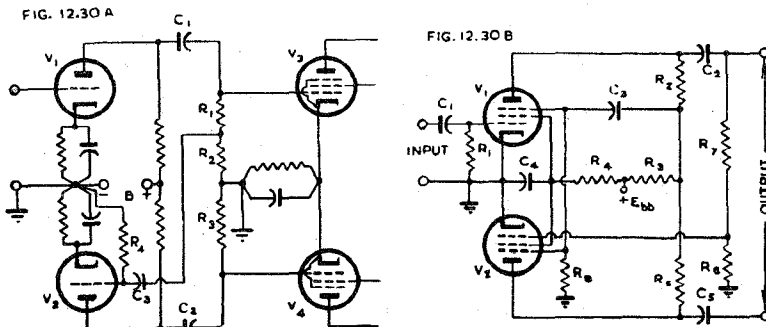 FIG. 12.30 A
C1
V1
V3
R1
R2
B
R3
R4
C3
V2
C2
V4
FIG. 12.30 B
C2
V1
R2
C1
C3
INPUT
R1
C4
R4
R3
R7
+Ebb
OUTPUT
V2
R8
R5
R6
C5